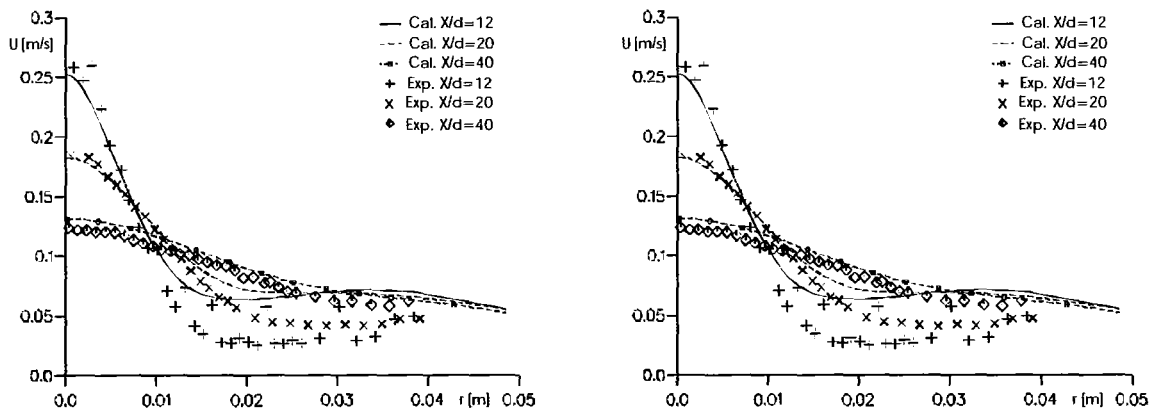 0.3
U [m/s]
0.25
0.2
0.15
0.1
0.05
0.0
0.0 0.01 0.02 0.03 0.04 r [m] 0.05
Cal. X/d=12
Cal. X/d=20
Cal. X/d=40
Exp. X/d=12
Exp. X/d=20
Exp. X/d=40
0.3
U [m/s]
0.25
0.2
0.15
0.1
0.05
0.0
0.0 0.01 0.02 0.03 0.04 r [m] 0.05
Cal. X/d=12
Cal. X/d=20
Cal. X/d=40
Exp. X/d=12
Exp. X/d=20
Exp. X/d=40